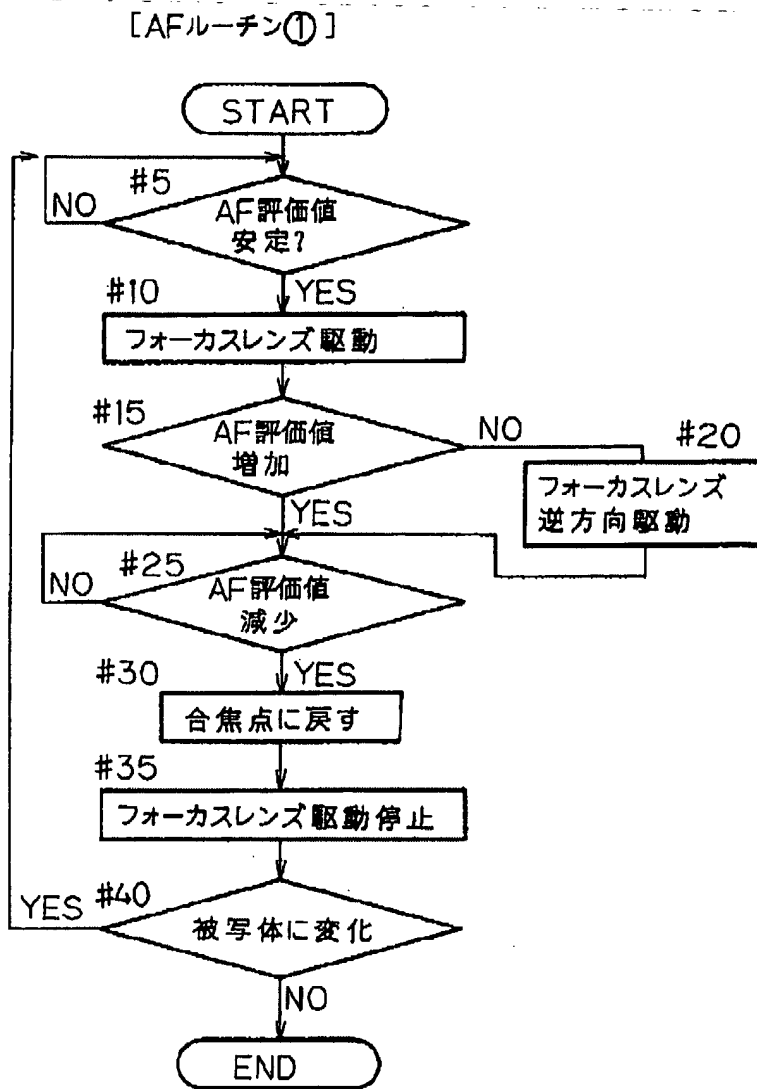 [AFルーチン①]
START
#5
NO
AF評価値
安定?
#10
YES
フォーカスレンズ駆動
#15
AF評価値
増加
NO
#20
フォーカスレンズ
逆方向駆動
YES
#25
NO
AF評価値
減少
#30
YES
合焦点に戻す
#35
フォーカスレンズ駆動停止
YES
#40
被写体に変化
NO
END